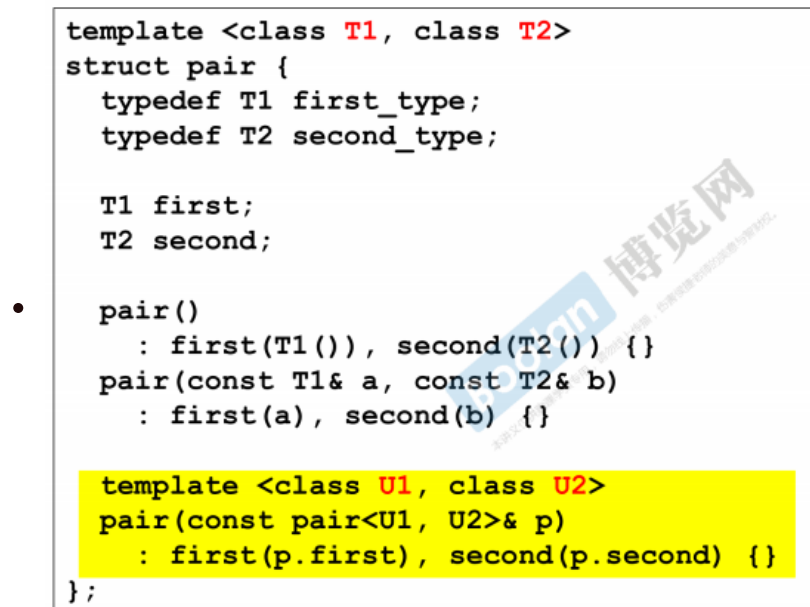 template <class T1, class T2>
struct pair {
  typedef T1 first_type;
  typedef T2 second_type;

  T1 first;
  T2 second;

  pair()
    : first(T1()), second(T2()) {}
  pair(const T1& a, const T2& b)
    : first(a), second(b) {}

  template <class U1, class U2>
  pair(const pair<U1, U2>& p)
    : first(p.first), second(p.second) {}
};
boolan 博览网